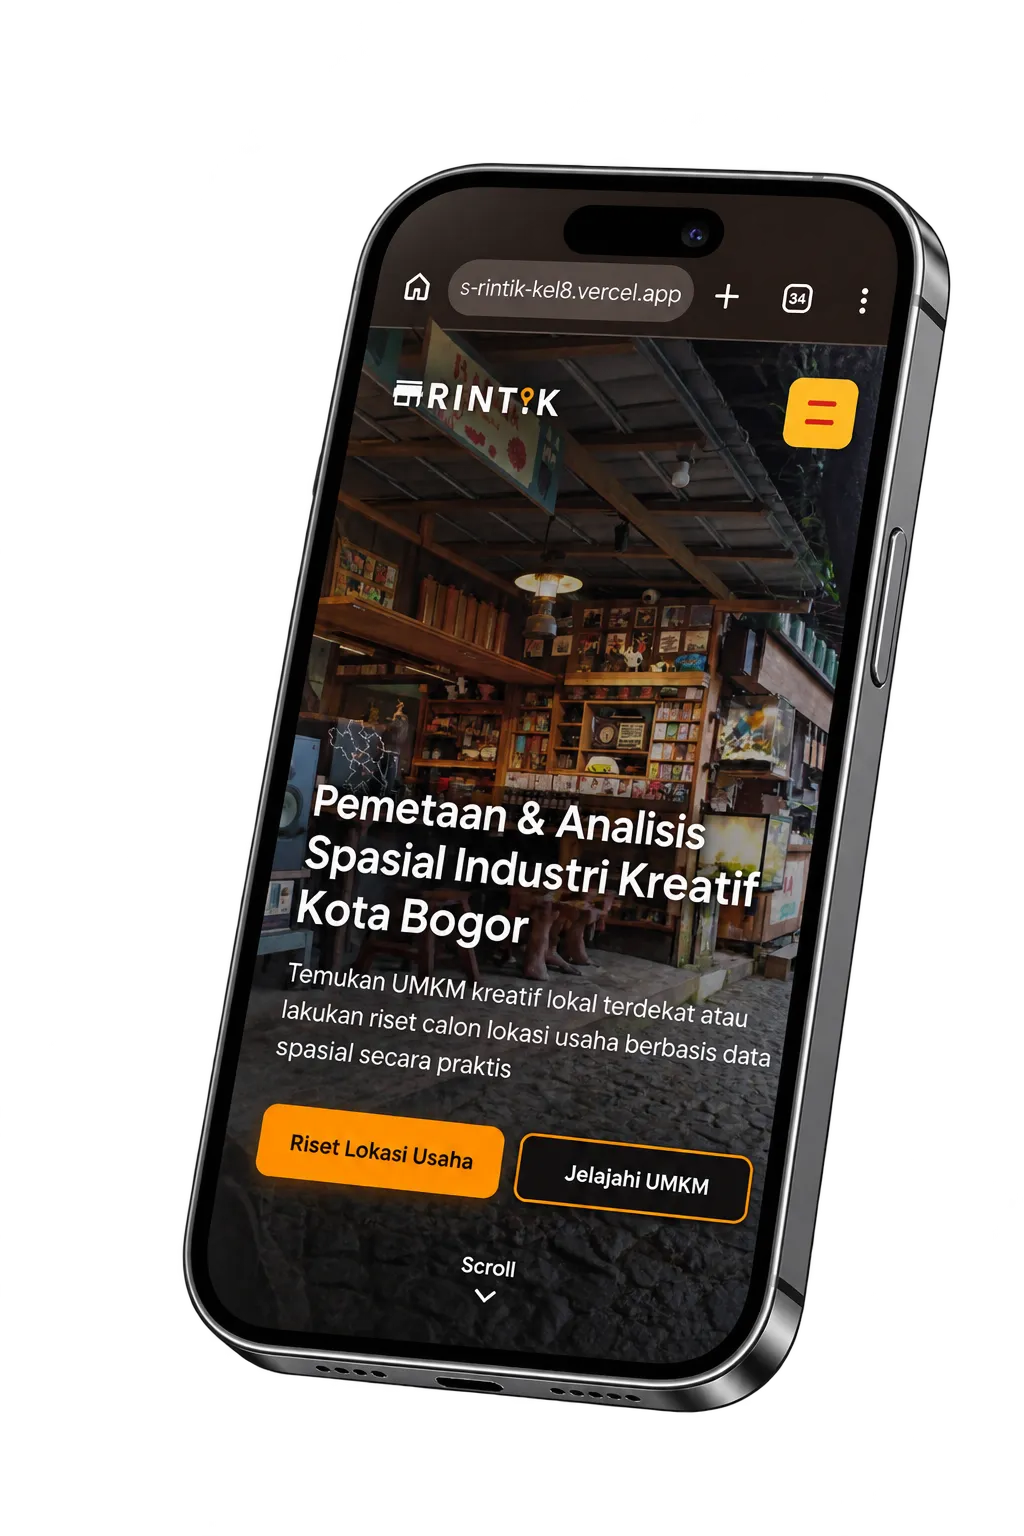 s-rintik-kel8.vercel.app
34
RINTIK
Pemetaan & Analisis
Spasial Industri Kreatif
Kota Bogor
Temukan UMKM kreatif lokal terdekat atau
lakukan riset calon lokasi usaha berbasis data
spasial secara praktis
Riset Lokasi Usaha
Jelajahi UMKM
Scroll